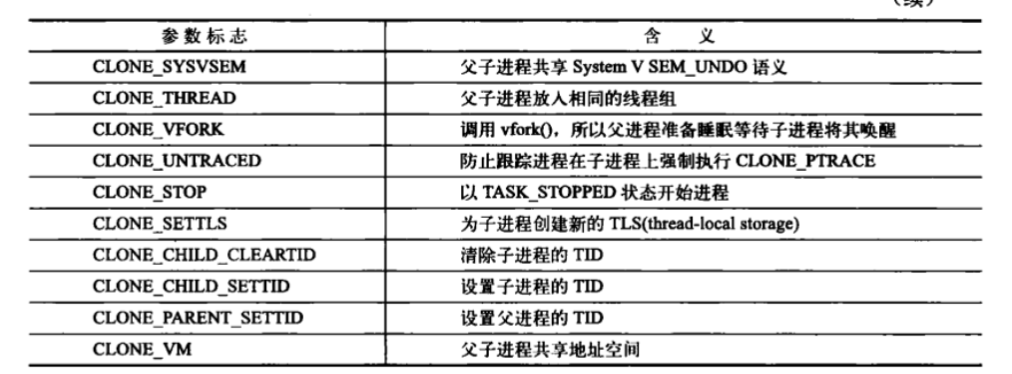 (续)
参数标志 含 义
CLONE_SYSVSEM 父子进程共享 System V SEM_UNDO 语义
CLONE_THREAD 父子进程放入相同的线程组
CLONE_VFORK 调用 vfork(),所以父进程准备睡眠等待子进程将其唤醒
CLONE_UNTRACED 防止跟踪进程在子进程上强制执行 CLONE_PTRACE
CLONE_STOP 以 TASK_STOPPED 状态开始进程
CLONE_SETTLS 为子进程创建新的 TLS(thread-local storage)
CLONE_CHILD_CLEARTID 清除子进程的 TID
CLONE_CHILD_SETTID 设置子进程的 TID
CLONE_PARENT_SETTID 设置父进程的 TID
CLONE_VM 父子进程共享地址空间